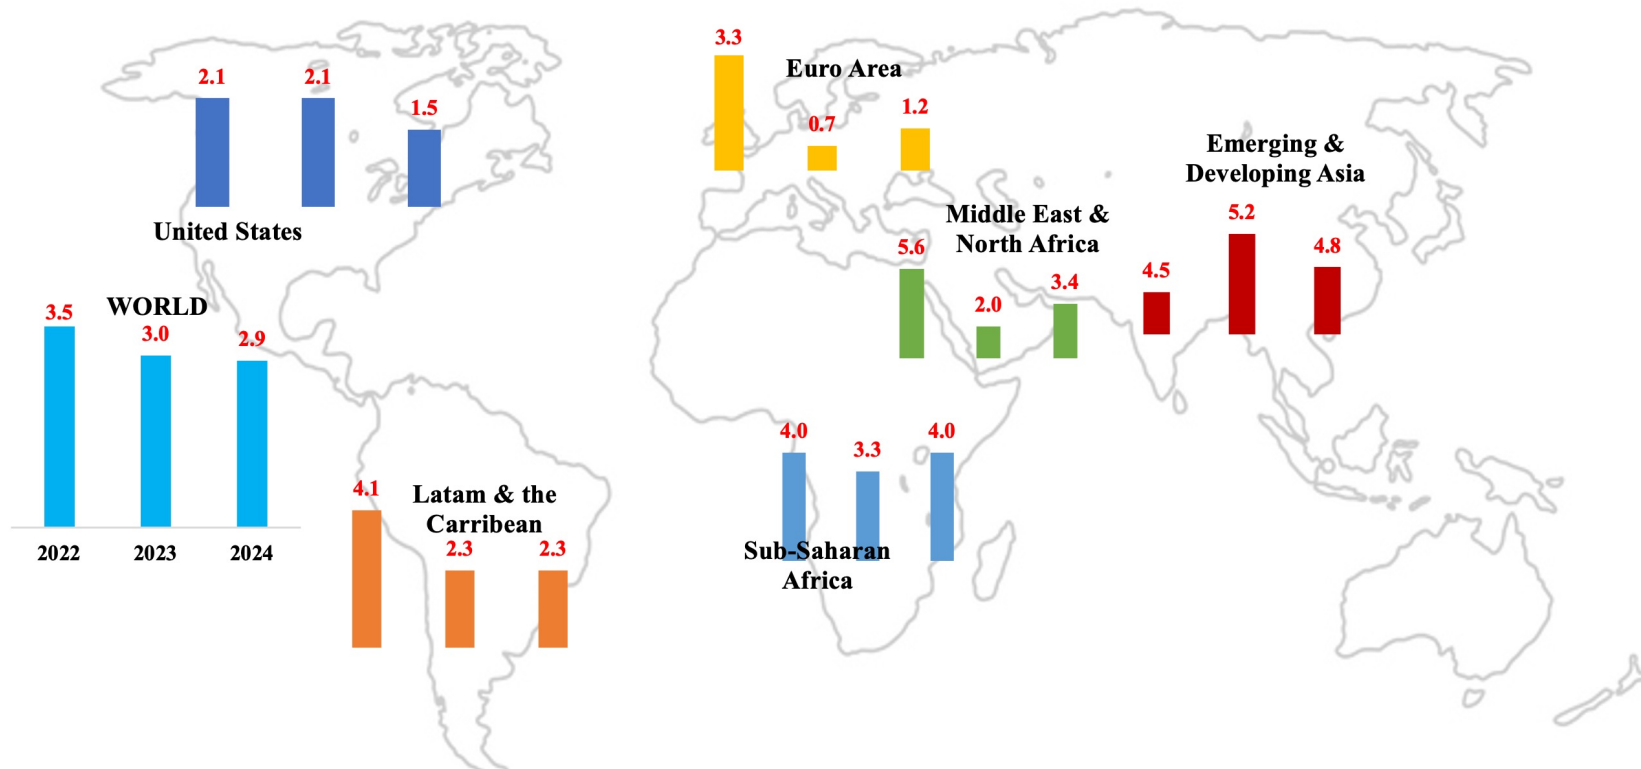 2.1 2.1 1.5
United States
3.3 0.7 1.2
Euro Area
Emerging &
Developing Asia
5.2 4.8 4.5
Middle East &
North Africa
5.6 2.0 3.4
WORLD
3.5 3.0 2.9
2022 2023 2024
4.1 2.3 2.3
Latam & the
Carribean
4.0 3.3 4.0
Sub-Saharan
Africa